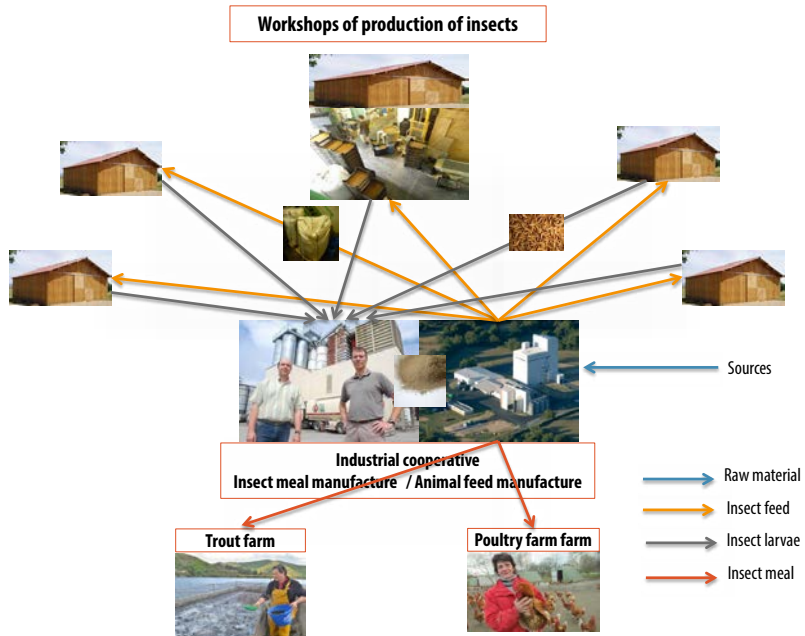 Workshops of production of insects
Sources
Industrial cooperative
Insect meal manufacture / Animal feed manufacture
Raw material
Insect feed
Insect larvae
Insect meal
Trout farm
Poultry farm farm